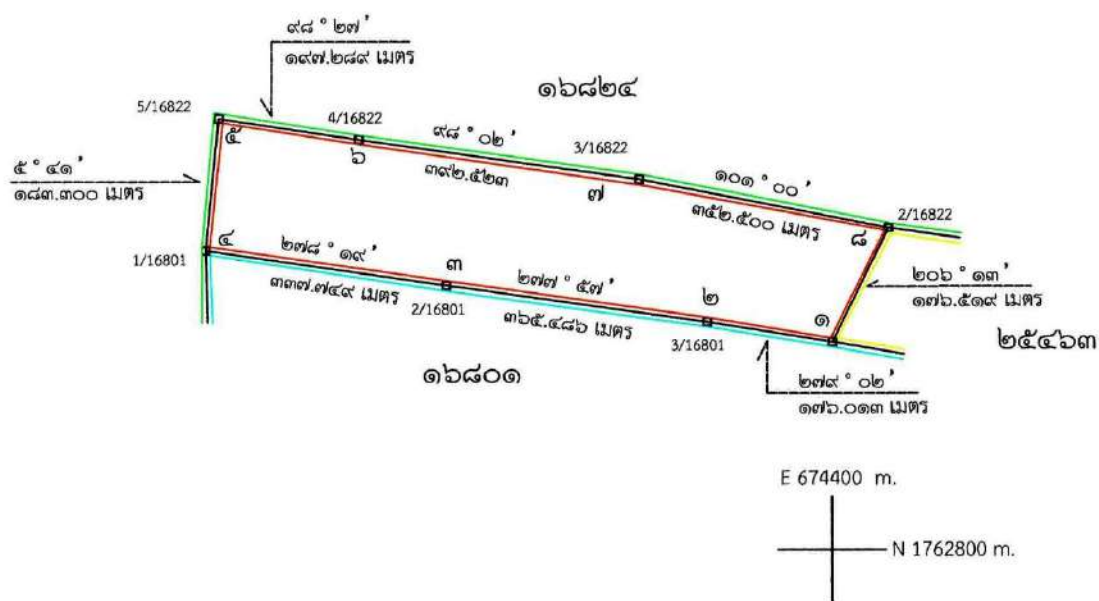 ๙๘ ° ๒๗ ’
๑๙๗.๒๘๙ เมตร
๑๖๘๒๔
5/16822
4/16822
๙๘ ° ๐๒ ’
3/16822
๕
๖
๓๙๒.๕๒๓
๗
๑๐๑ ° ๐๐ ’
๓๕๒.๕๐๐ เมตร
2/16822
๘
๕ ° ๔๑ ’
๑๘๓.๓๐๐ เมตร
๔
๒๗๘ ° ๑๙ ’
๓
1/16801
๓๓๗.๗๔๙ เมตร
2/16801
๒๗๗ ° ๕๗ ’
๓๖๕.๔๘๖ เมตร
๒
3/16801
๑
๒๐๖ ° ๑๓ ’
๑๗๖.๕๑๙ เมตร
๒๕๔๖๓
๑๖๘๐๑
๒๗๙ ° ๐๒ ’
๑๗๖.๐๑๓ เมตร
E 674400 m.
N 1762800 m.